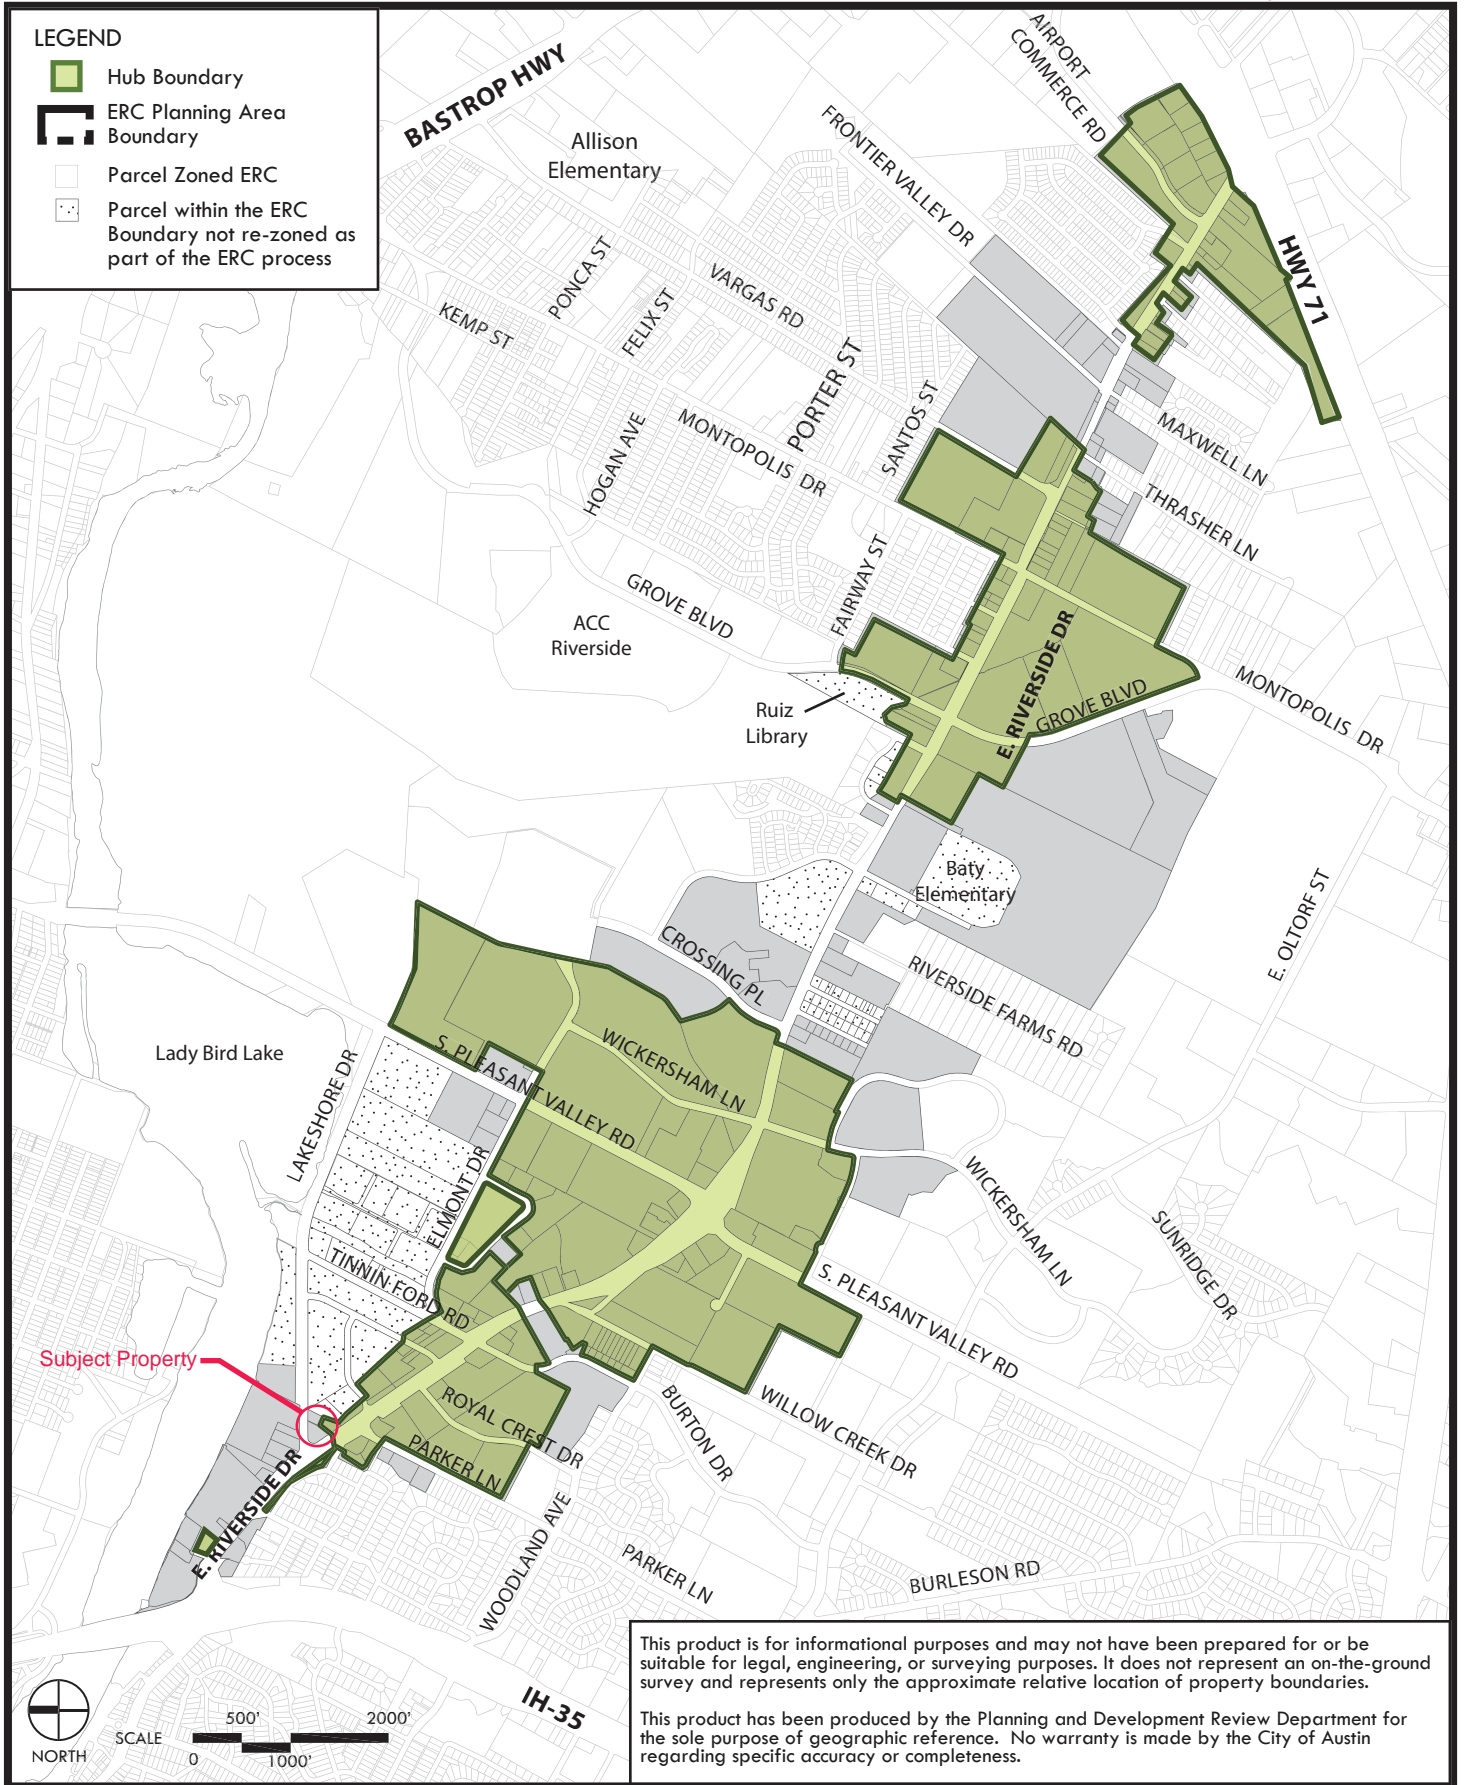 LEGEND
Hub Boundary
ERC Planning Area
Boundary
Parcel Zoned ERC
Parcel within the ERC
Boundary not re-zoned as
part of the ERC process
BASTROP HWY
AIRPORT
COMMERCE RD
Allison
Elementary
FRONTIER VALLEY DR
HWY 71
PONCA ST
FELIX ST
VARGAS RD
KEMP ST
PORTER ST
SANTOS ST
HOGAN AVE
MONTOPOLIS DR
MAXWELL LN
THRASHER LN
FAIRWAY ST
GROVE BLVD
ACC
Riverside
E. RIVERSIDE DR
GROVE BLVD
MONTOPOLIS DR
Ruiz
Library
Baty
Elementary
E. OLTORF ST
CROSSING PL
RIVERSIDE FARMS RD
Lady Bird Lake
LAKESHORE DR
S. PLEASANT VALLEY RD
WICKERSHAM LN
ELMONT DR
WICKERSHAM LN
SUNRIDGE DR
TINNIN FORD RD
S. PLEASANT VALLEY RD
Subject Property
ROYAL CREST DR
PARKER LN
BURTON DR
WILLOW CREEK DR
E. RIVERSIDE DR
WOODLAND AVE
PARKER LN
BURLESON RD
IH-35
NORTH
SCALE
500'
2000'
0
1000'
This product is for informational purposes and may not have been prepared for or be
suitable for legal, engineering, or surveying purposes. It does not represent an on-the-ground
survey and represents only the approximate relative location of property boundaries.
This product has been produced by the Planning and Development Review Department for
the sole purpose of geographic reference. No warranty is made by the City of Austin
regarding specific accuracy or completeness.